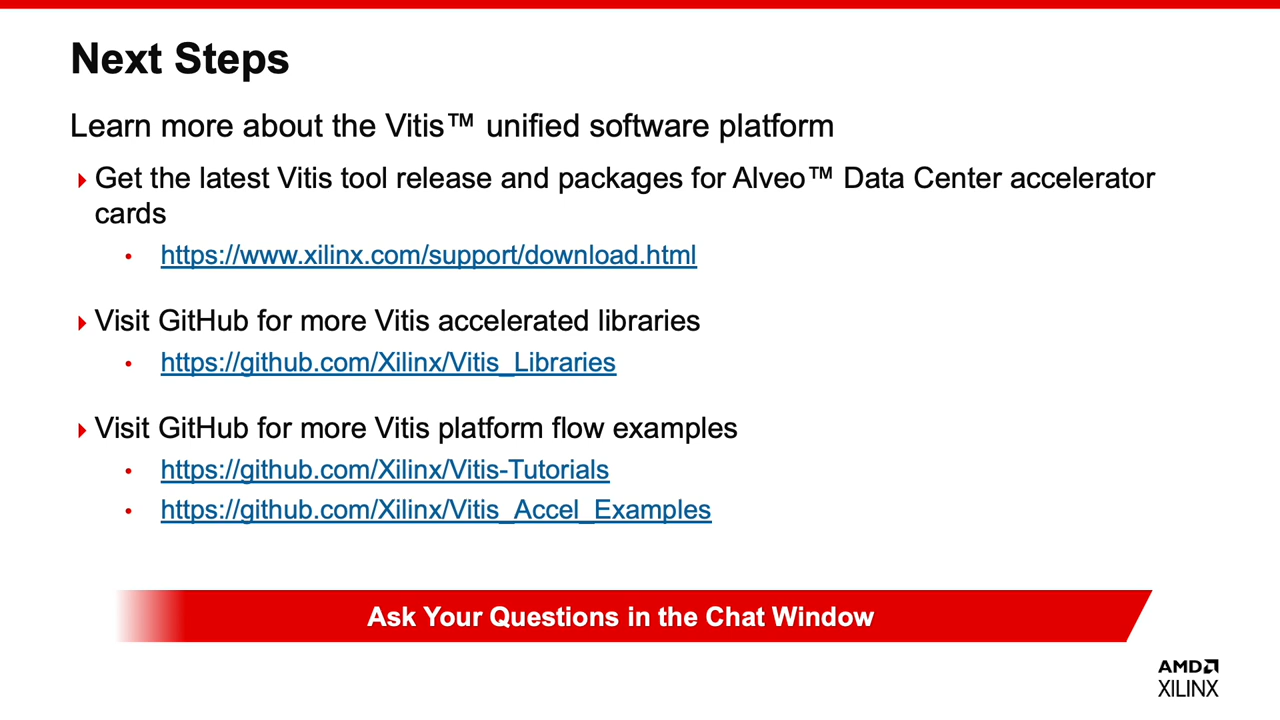 Next Steps
Learn more about the Vitis™ unified software platform
Get the latest Vitis tool release and packages for Alveo™ Data Center accelerator
cards
https://www.xilinx.com/support/download.html
Visit GitHub for more Vitis accelerated libraries
https://github.com/Xilinx/Vitis_Libraries
Visit GitHub for more Vitis platform flow examples
https://github.com/Xilinx/Vitis-Tutorials
https://github.com/Xilinx/Vitis_Accel_Examples
Ask Your Questions in the Chat Window
AMD
XILINX